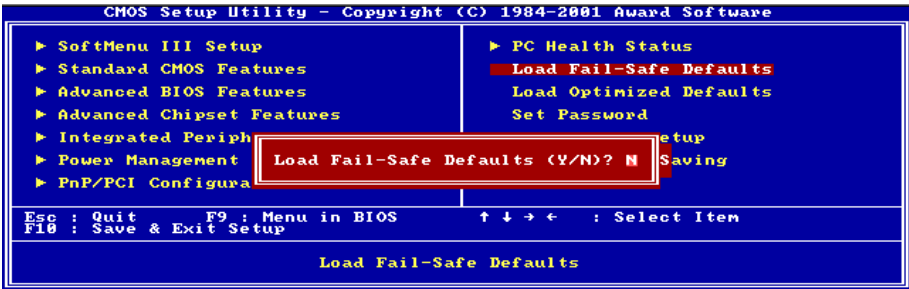 CMOS Setup Utility - Copyright (C) 1984-2001 Award Software
▶ SoftMenu III Setup
▶ Standard CMOS Features
▶ Advanced BIOS Features
▶ Advanced Chipset Features
▶ Integrated Periph
▶ Power Management
▶ PnP/PCI Configura
▶ PC Health Status
Load Fail-Safe Defaults
Load Optimized Defaults
Set Password
etup
Saving
Load Fail-Safe Defaults (Y/N)? N
Esc : Quit F9 : Menu in BIOS ↑ ↓ → ← : Select Item
F10 : Save & Exit Setup
Load Fail-Safe Defaults